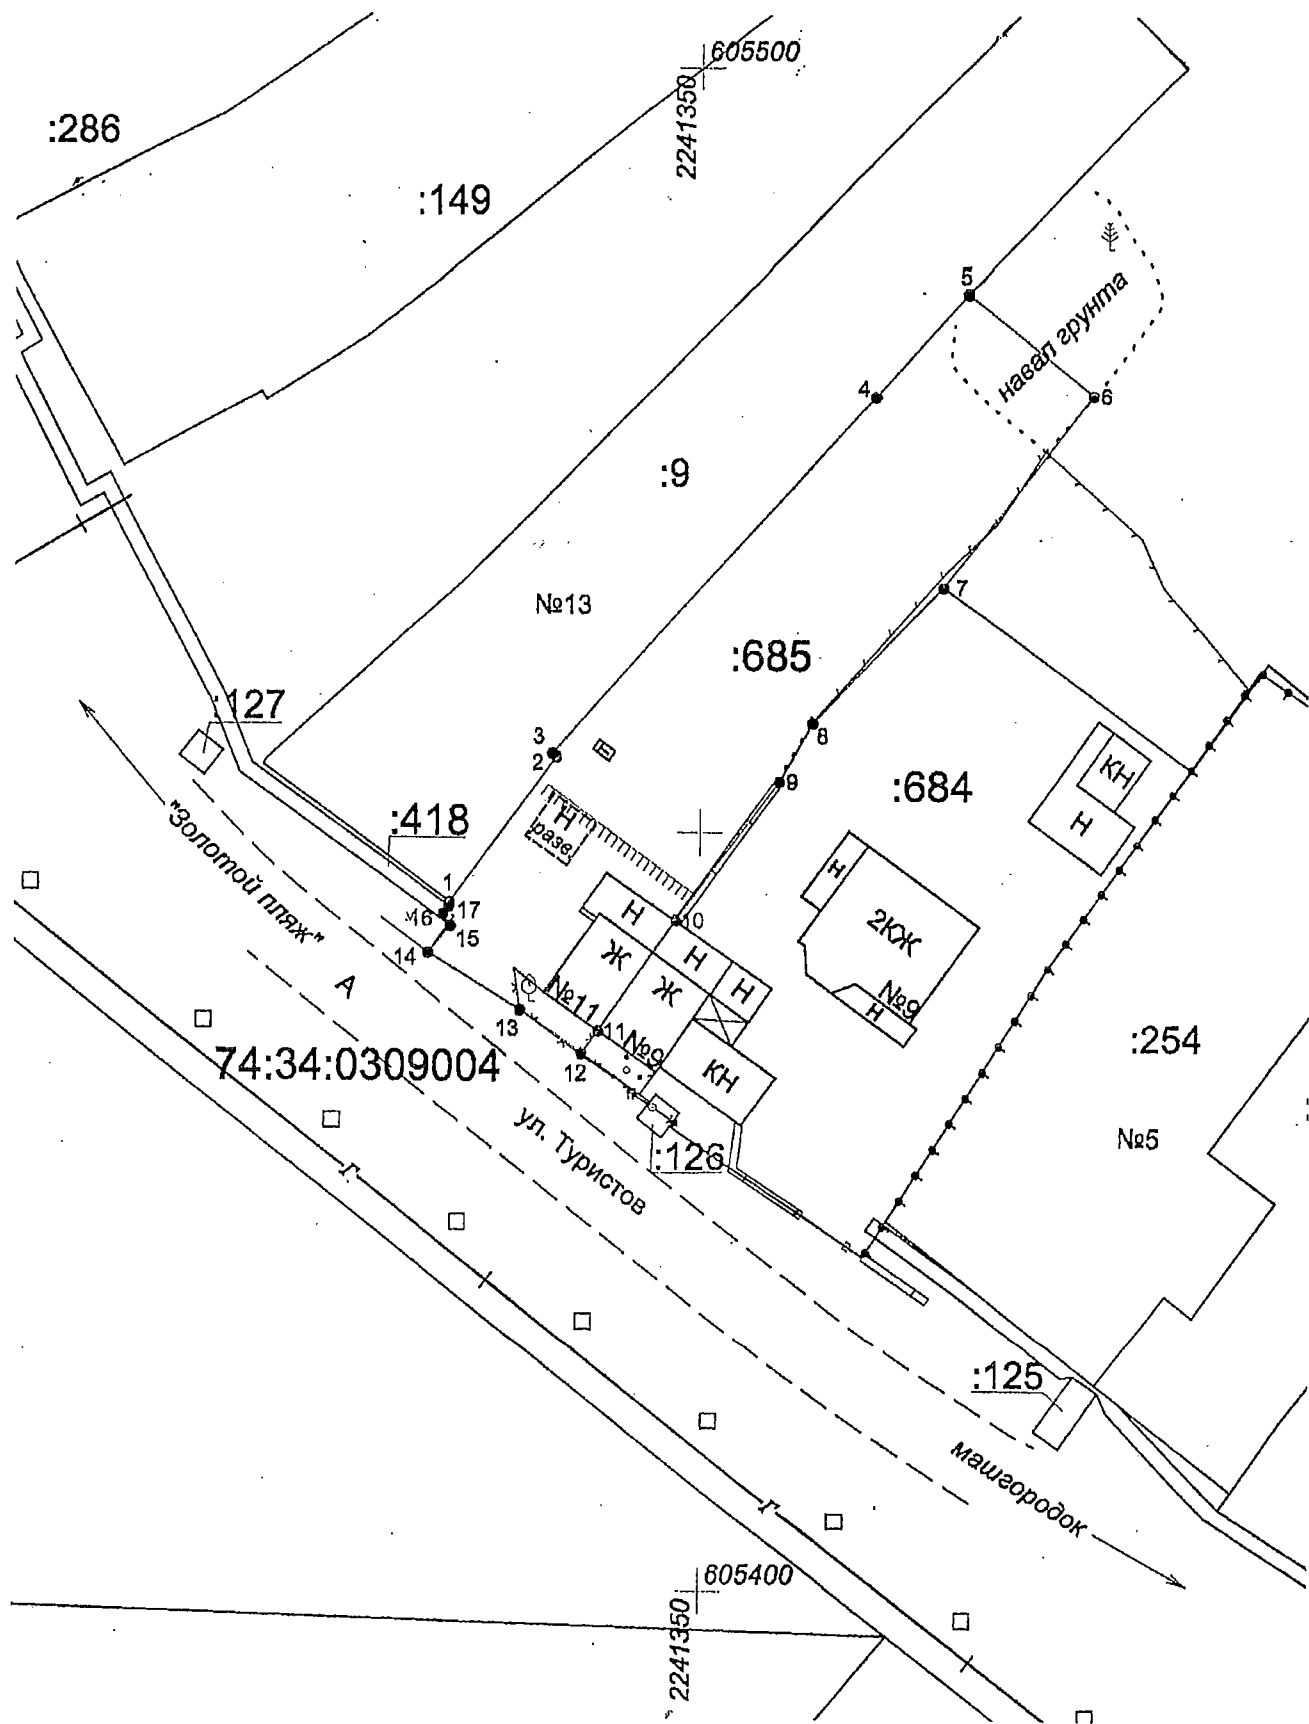 605500
2241350
:286
:149
5
навал грунта
4
6
:9
7
№13
:685
:127
3
2
8
9
:684
КН
Н
:418
Н
разв.
"Золотой пляж"
1
17
16
15
14
Н
10
Н
2КЖ
Ж
Н
Ж
Н
№9
Н
А
№11
13
11
№9
:254
74:34:0309004
12
КН
ул. Туристов
№5
:126
г.
:125
машгородок
г
605400
2241350